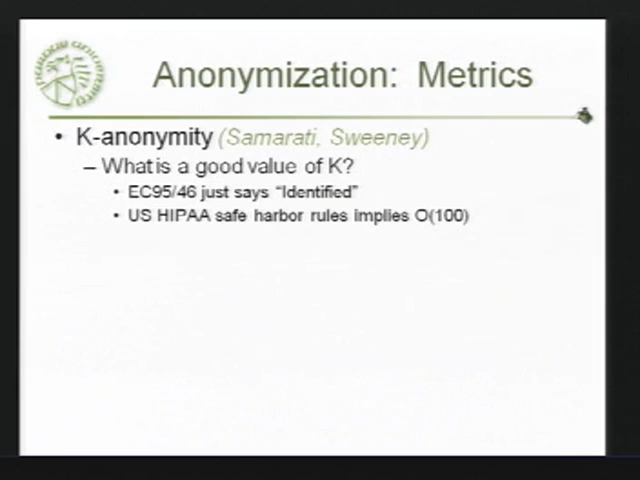 Anonymization: Metrics
• K-anonymity (Samarati, Sweeney)
– What is a good value of K?
• EC95/46 just says "Identified"
• US HIPAA safe harbor rules implies O(100)